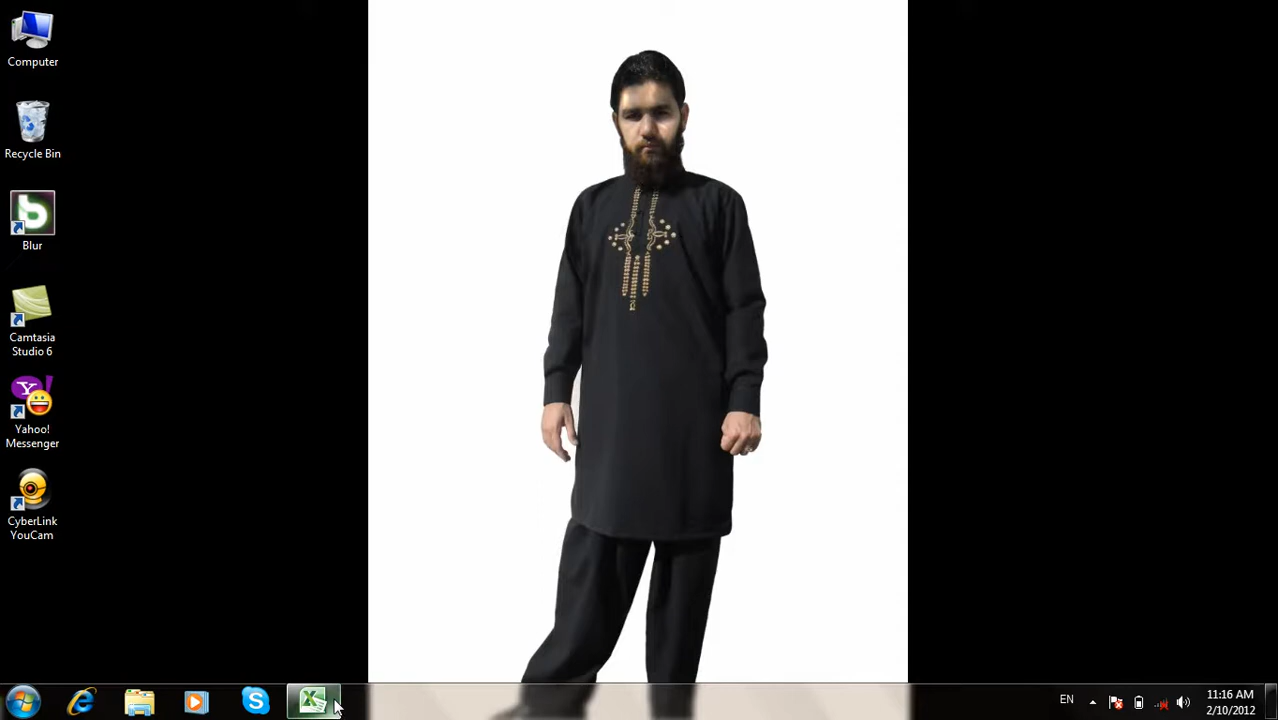 Computer
Recycle Bin
Blur
Camtasia
Studio 6
Yahoo!
Messenger
CyberLink
YouCam
EN
11:16 AM
2/10/2012